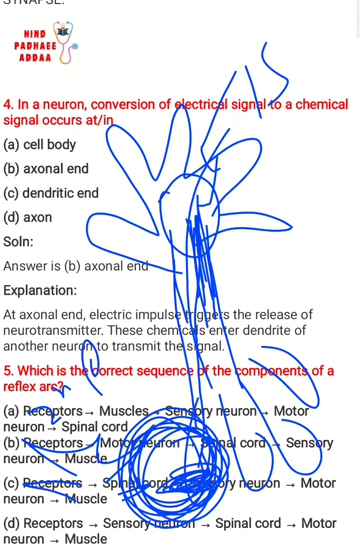 SYNAPSE.
HIND
PADHAEE
ADDAA
4. In a neuron, conversion of electrical signal to a chemical
signal occurs at/in
(a) cell body
(b) axonal end
(c) dendritic end
(d) axon
Soln:
Answer is (b) axonal end
Explanation:
At axonal end, electric impulse triggers the release of
neurotransmitter. These chemicals enter dendrite of
another neuron to transmit the signal.
5. Which is the correct sequence of the components of a
reflex arc?
(a) Receptors→ Muscles→ Sensory neuron→ Motor
neuron→ Spinal cord
(b) Receptors→ Motor neuron → Spinal cord → Sensory
neuron→ Muscle
(c) Receptors → Spinal cord→ Sensory neuron → Motor
neuron → Muscle
(d) Receptors → Sensory neuron → Spinal cord → Motor
neuron → Muscle